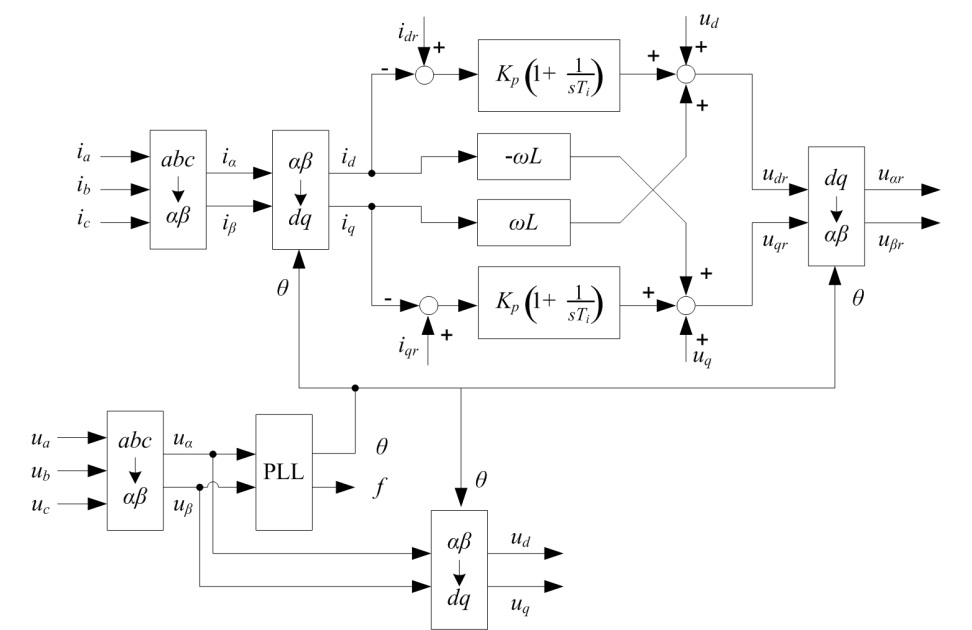 i_dr
+
u_d
+
-
K_p (1+ 1/sT_i)
+
+
i_a
i_b
i_c
abc
αβ
i_α
i_β
αβ
dq
i_d
i_q
-ωL
ωL
u_dr
u_qr
dq
αβ
u_αr
u_βr
θ
-
+
i_qr
K_p (1+ 1/sT_i)
+
+
+
u_q
θ
u_a
u_b
u_c
abc
αβ
u_α
u_β
PLL
θ
f
θ
αβ
dq
u_d
u_q